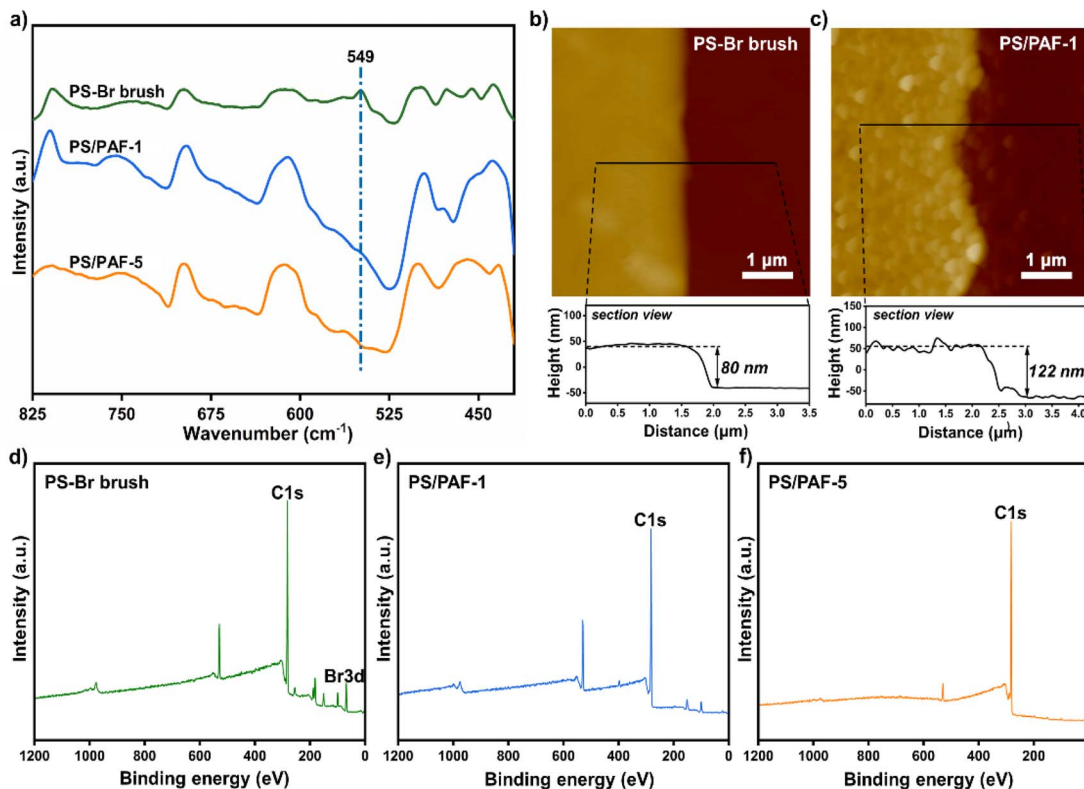 a)
549
PS-Br brush
PS/PAF-1
PS/PAF-5
Intensity (a.u.)
825 750 675 600 525 450
Wavenumber (cm⁻¹)
b)
PS-Br brush
1 μm
section view
80 nm
Height (nm)
100
50
0
-50
0.0 0.5 1.0 1.5 2.0 2.5 3.0 3.5
Distance (μm)
c)
PS/PAF-1
1 μm
section view
122 nm
Height (nm)
150
100
50
0
-50
0.0 0.5 1.0 1.5 2.0 2.5 3.0 3.5 4.0
Distance (μm)
d)
PS-Br brush
C1s
Br3d
Intensity (a.u.)
1200 1000 800 600 400 200 0
Binding energy (eV)
e)
PS/PAF-1
C1s
Intensity (a.u.)
1200 1000 800 600 400 200 0
Binding energy (eV)
f)
PS/PAF-5
C1s
Intensity (a.u.)
1200 1000 800 600 400 200 0
Binding energy (eV)